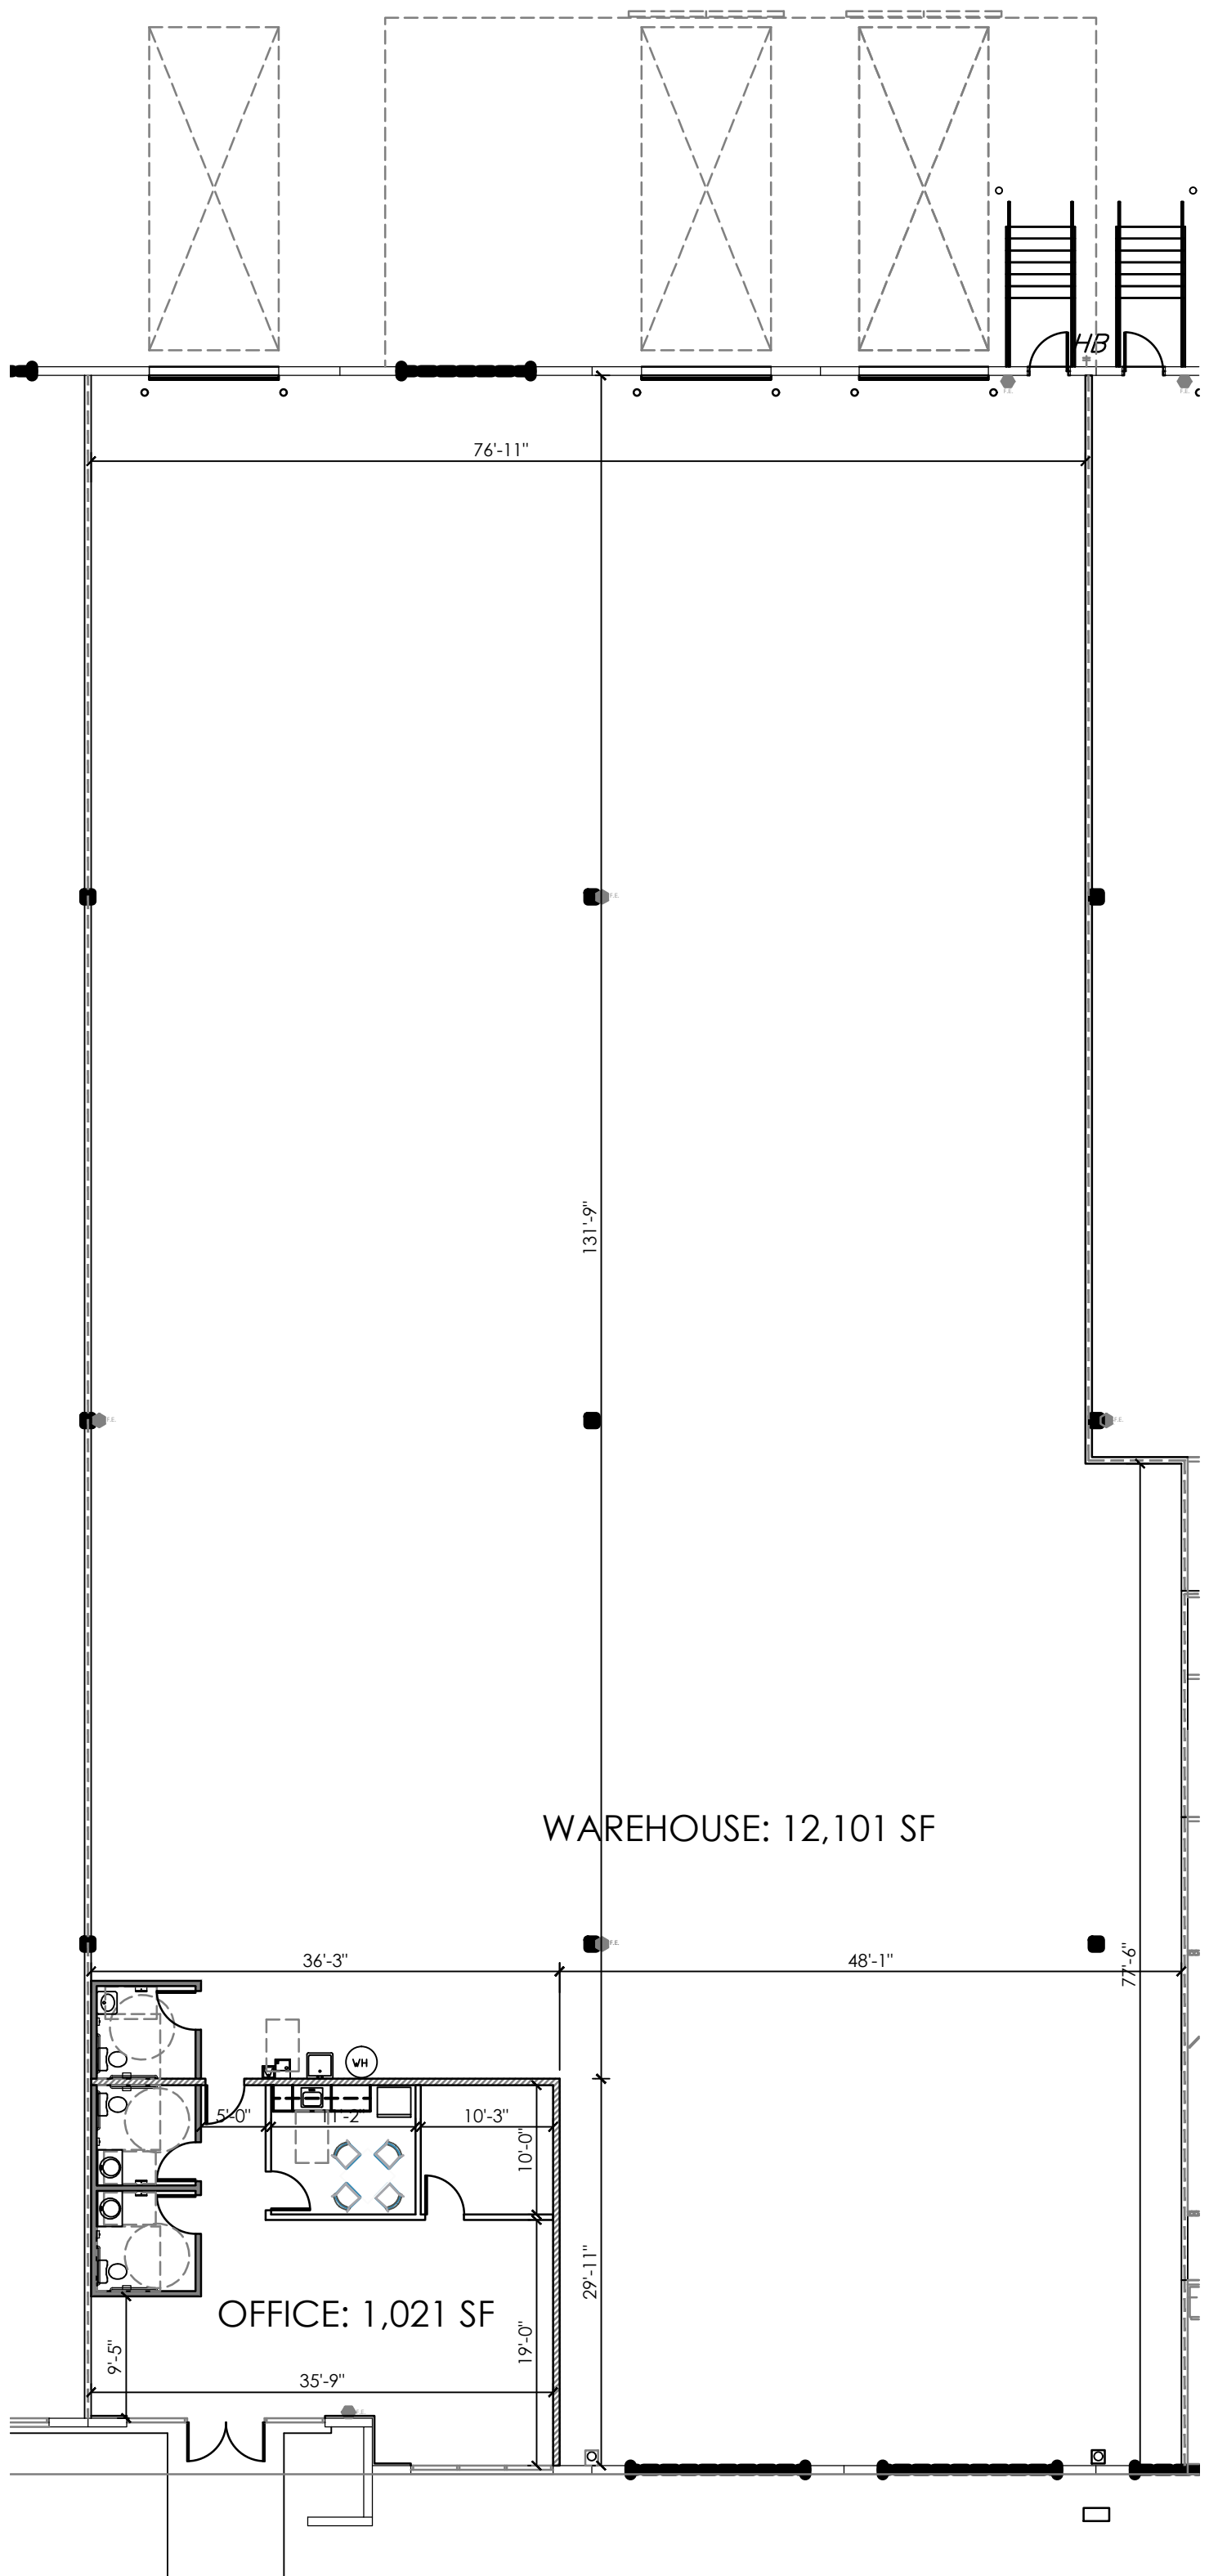 HB
F.E.
F.E.
76'-11"
F.E.
131'-9"
F.E.
F.E.
WAREHOUSE: 12,101 SF
F.E.
36'-3"
48'-1"
77'-6"
WH
5'-0"
11'-2"
10'-3"
10'-0"
29'-11"
OFFICE: 1,021 SF
19'-0"
9'-5"
35'-9"